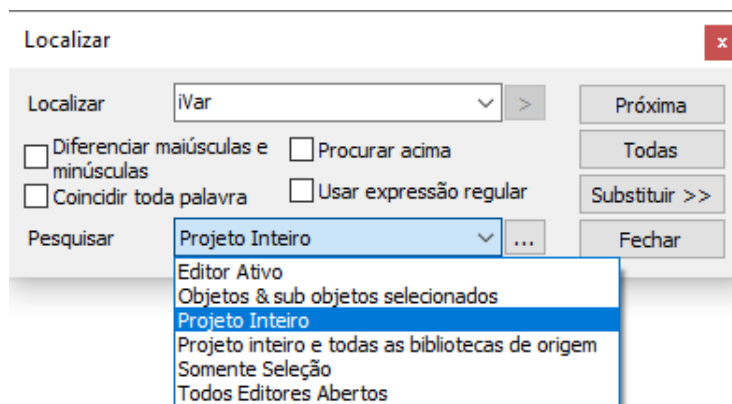 Localizar
x
Localizar iVar > Próxima
Diferenciar maiúsculas e minúsculas Procurar acima Todas
Coincidir toda palavra Usar expressão regular Substituir >>
Pesquisar Projeto Inteiro ... Fechar
Editor Ativo
Objetos & sub objetos selecionados
Projeto Inteiro
Projeto inteiro e todas as bibliotecas de origem
Somente Seleção
Todos Editores Abertos